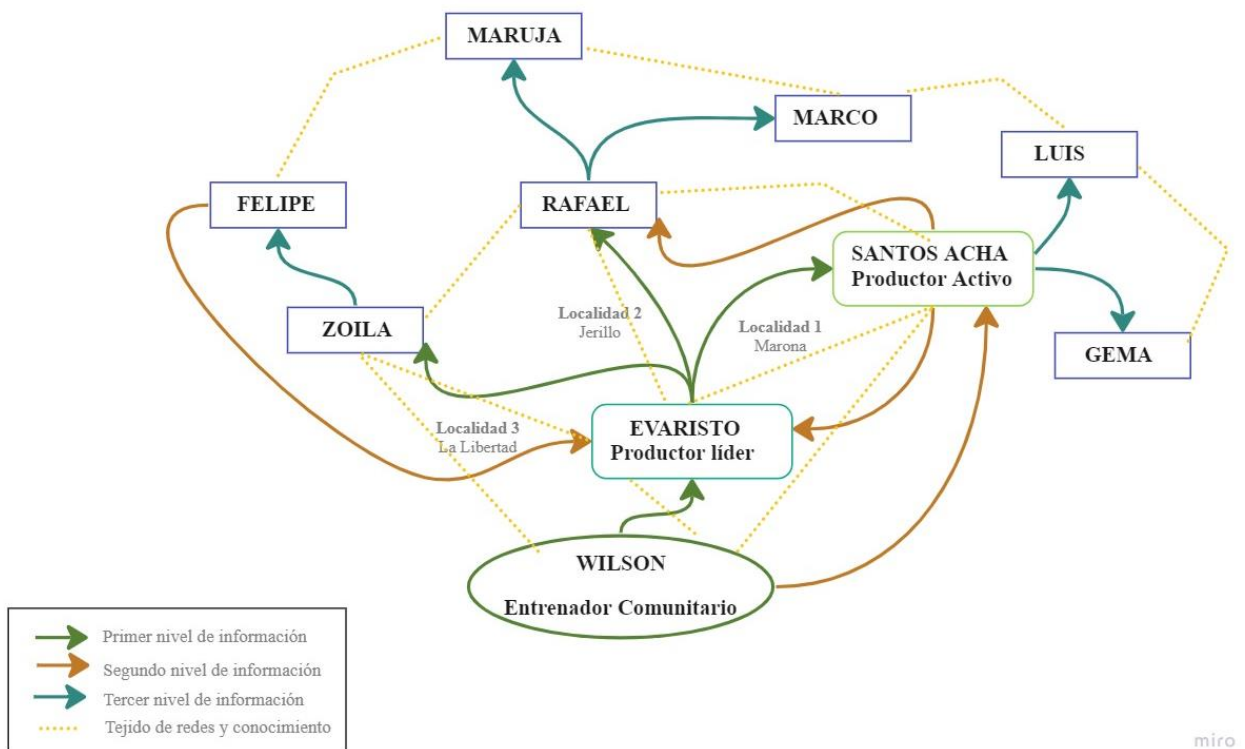 MARUJA
MARCO
LUIS
FELIPE
RAFAEL
SANTOS ACHA
Productor Activo
ZOILA
Localidad 2
Jerillo
Localidad 1
Marona
GEMA
Localidad 3
La Libertad
EVARISTO
Productor líder
WILSON
Entrenador Comunitario
Primer nivel de información
Segundo nivel de información
Tercer nivel de información
Tejido de redes y conocimiento
miro